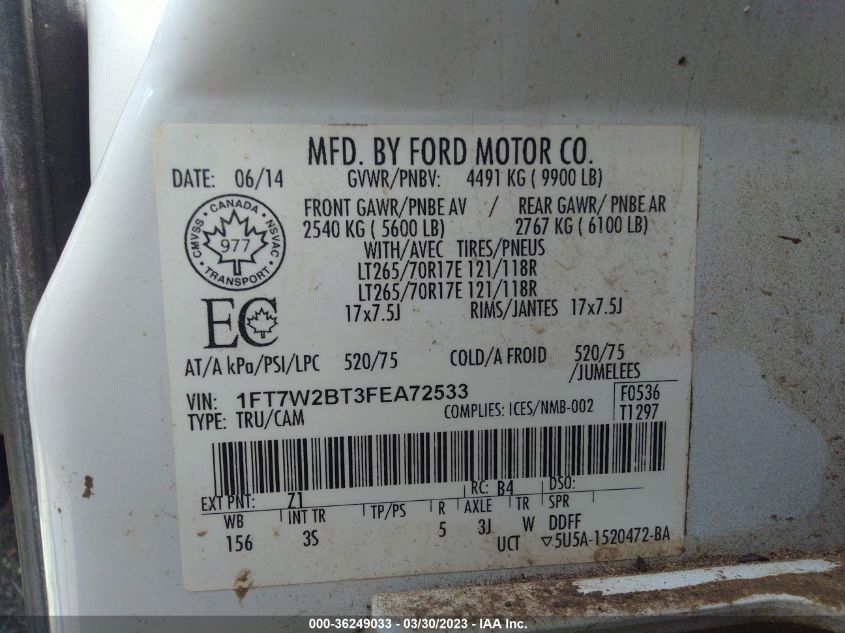 MFD. BY FORD MOTOR CO.
DATE: 06/14 GVWR/PNBV: 4491 KG ( 9900 LB)
FRONT GAWR/PNBE AV / REAR GAWR/ PNBE AR
2540 KG ( 5600 LB) 2767 KG ( 6100 LB)
WITH/AVEC TIRES/PNEUS
LT265/70R17E 121/118R
LT265/70R17E 121/118R
17x7.5J RIMS/JANTES 17x7.5J
CMVSS · CANADA · NSVAC
977
TRANSPORT
EC
AT/A kPa/PSI/LPC 520/75 COLD/A FROID 520/75
/JUMELEES
VIN: 1FT7W2BT3FEA72533 F0536
TYPE: TRU/CAM COMPLIES: ICES/NMB-002 T1297
EXT PNT: Z1 RC: B4 DSO:
WB INT TR TP/PS R AXLE TR SPR
156 3S 5 3J W DDFF
UCT ▽5U5A-1520472-BA
000-36249033 - 03/30/2023 - IAA Inc.